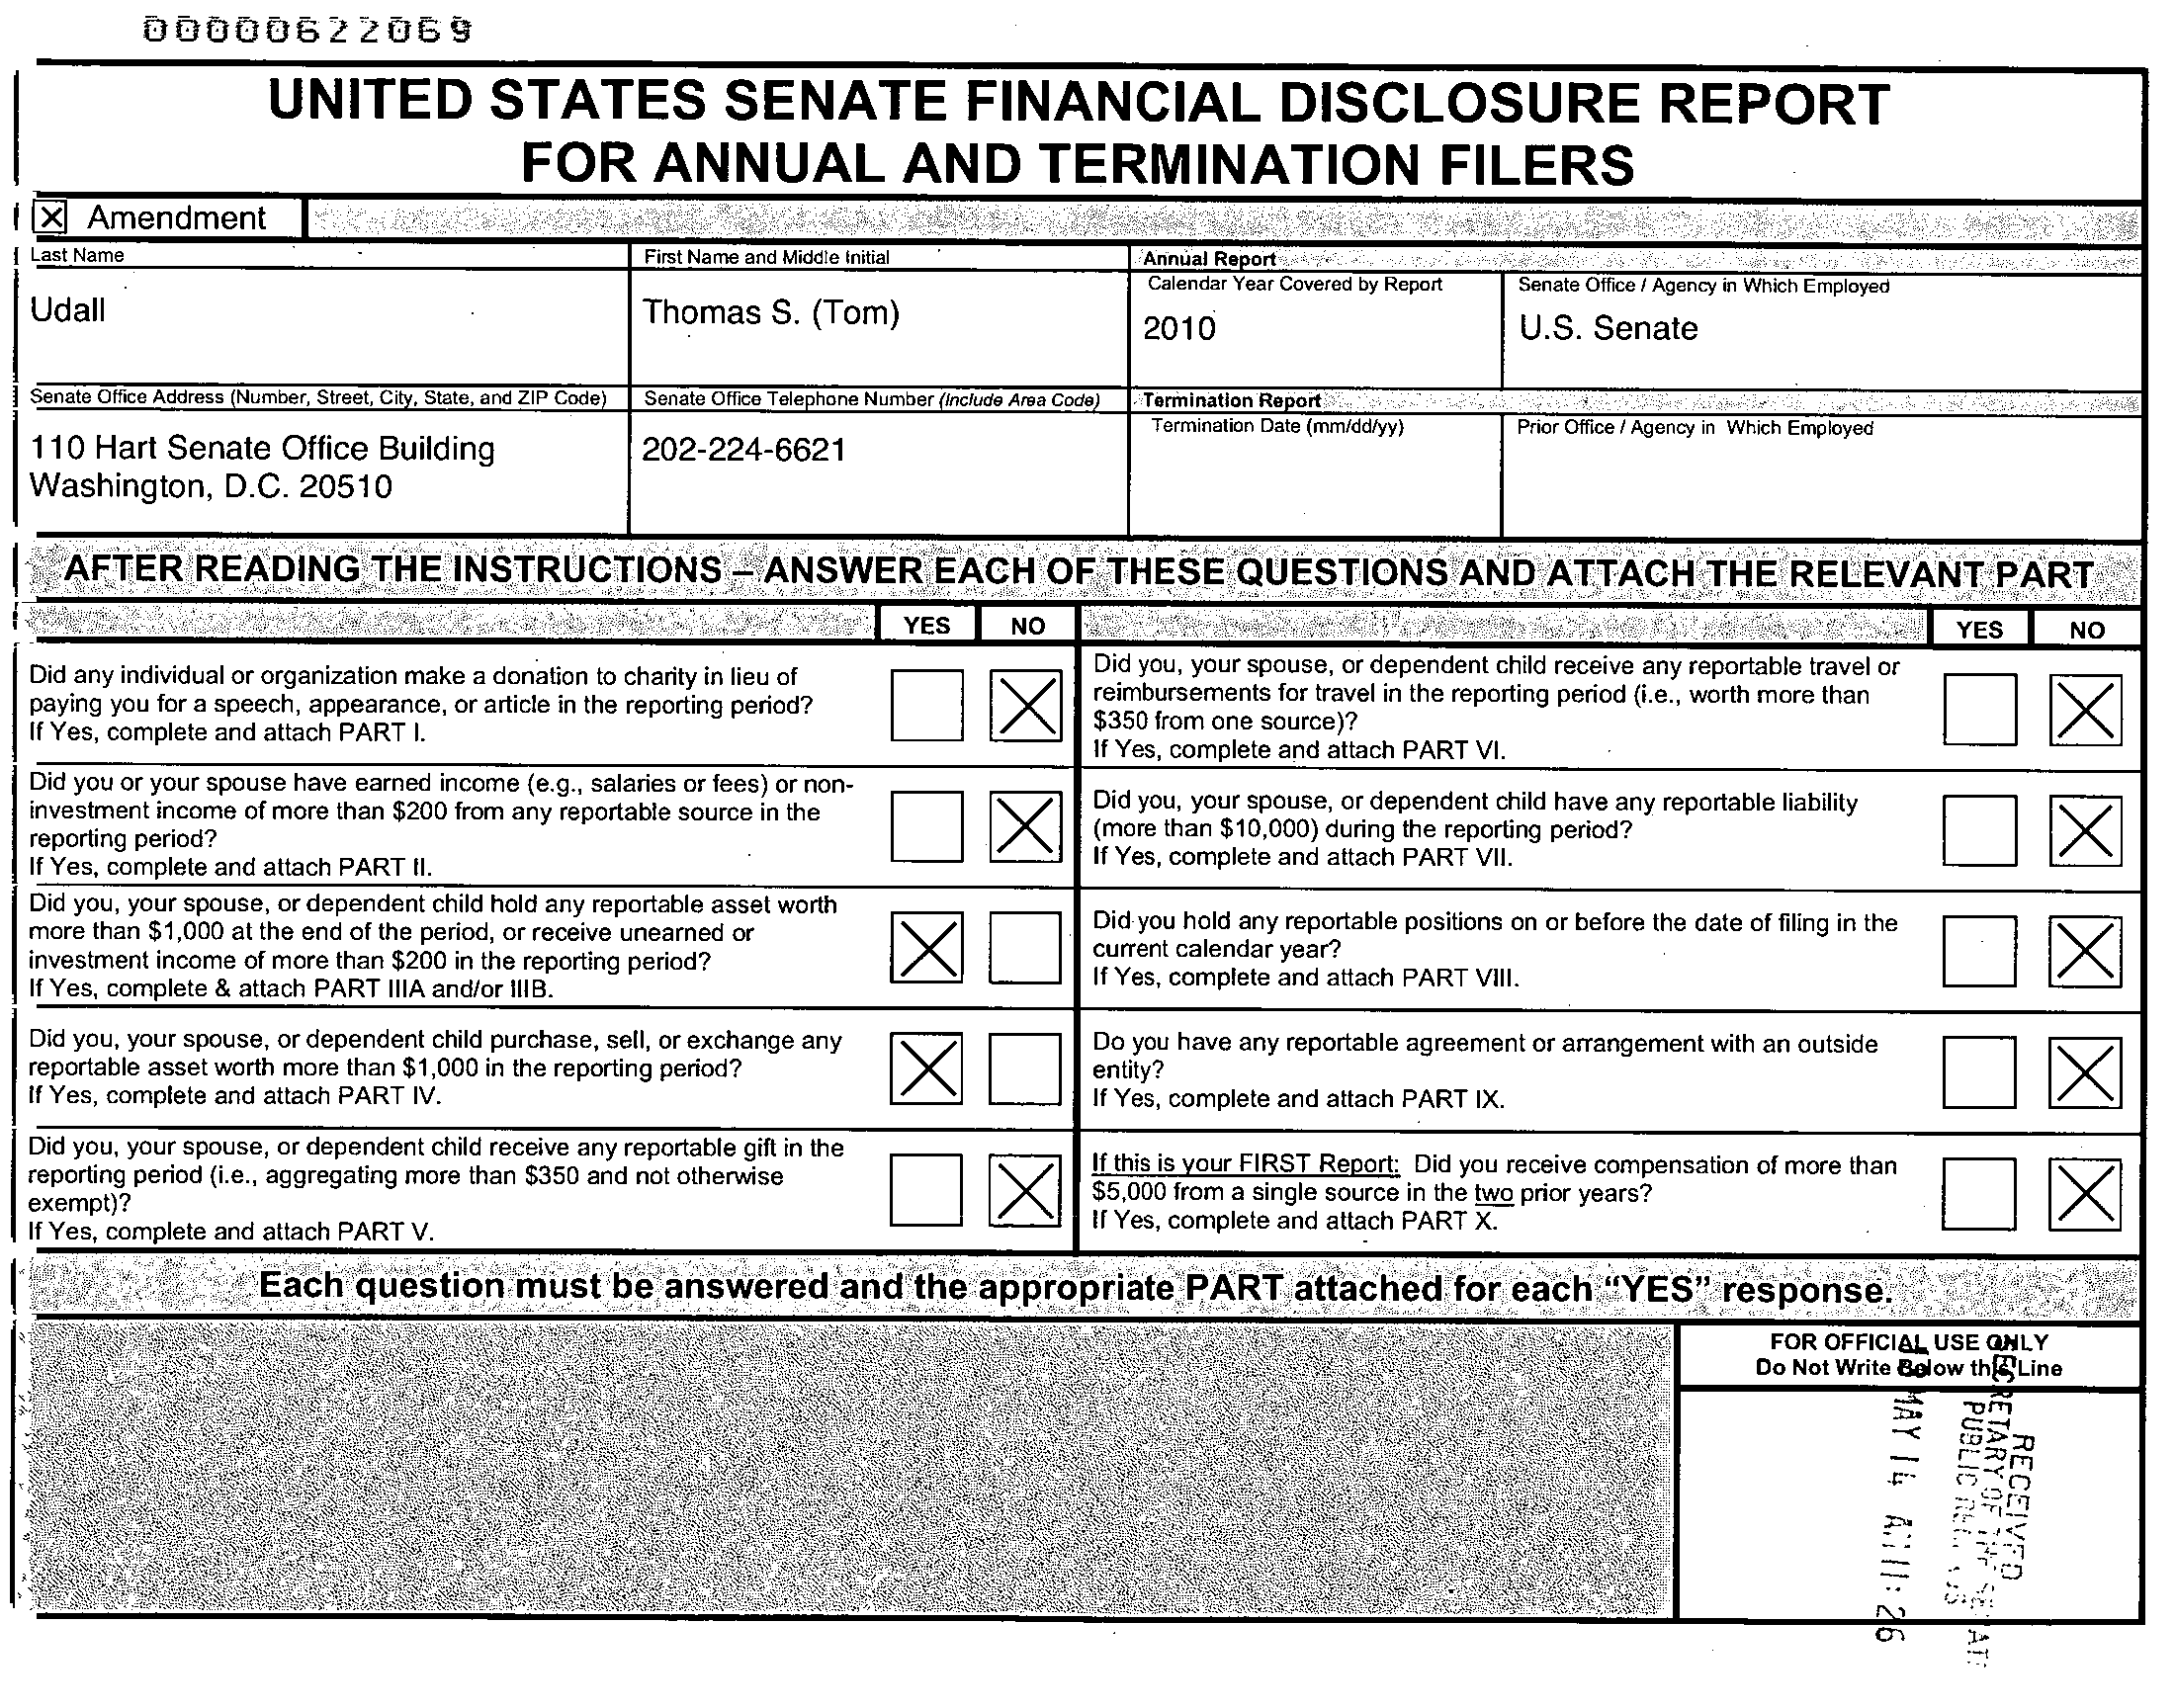 00000622069
UNITED STATES SENATE FINANCIAL DISCLOSURE REPORT
FOR ANNUAL AND TERMINATION FILERS
Amendment
Last Name
Udall
First Name and Middle Initial
Thomas S. (Tom)
Annual Report
Calendar Year Covered by Report
2010
Senate Office / Agency in Which Employed
U.S. Senate
Senate Office Address (Number, Street, City, State, and ZIP Code)
110 Hart Senate Office Building
Washington, D.C. 20510
Senate Office Telephone Number (Include Area Code)
202-224-6621
Termination Report
Termination Date (mm/dd/yy)
Prior Office / Agency in Which Employed
AFTER READING THE INSTRUCTIONS – ANSWER EACH OF THESE QUESTIONS AND ATTACH THE RELEVANT PART
YES NO
Did any individual or organization make a donation to charity in lieu of
paying you for a speech, appearance, or article in the reporting period?
If Yes, complete and attach PART I.
Did you or your spouse have earned income (e.g., salaries or fees) or non-
investment income of more than $200 from any reportable source in the
reporting period?
If Yes, complete and attach PART II.
Did you, your spouse, or dependent child hold any reportable asset worth
more than $1,000 at the end of the period, or receive unearned or
investment income of more than $200 in the reporting period?
If Yes, complete & attach PART IIIA and/or IIIB.
Did you, your spouse, or dependent child purchase, sell, or exchange any
reportable asset worth more than $1,000 in the reporting period?
If Yes, complete and attach PART IV.
Did you, your spouse, or dependent child receive any reportable gift in the
reporting period (i.e., aggregating more than $350 and not otherwise
exempt)?
If Yes, complete and attach PART V.
YES NO
Did you, your spouse, or dependent child receive any reportable travel or
reimbursements for travel in the reporting period (i.e., worth more than
$350 from one source)?
If Yes, complete and attach PART VI.
Did you, your spouse, or dependent child have any reportable liability
(more than $10,000) during the reporting period?
If Yes, complete and attach PART VII.
Did you hold any reportable positions on or before the date of filing in the
current calendar year?
If Yes, complete and attach PART VIII.
Do you have any reportable agreement or arrangement with an outside
entity?
If Yes, complete and attach PART IX.
If this is your FIRST Report: Did you receive compensation of more than
$5,000 from a single source in the two prior years?
If Yes, complete and attach PART X.
Each question must be answered and the appropriate PART attached for each “YES” response.
FOR OFFICIAL USE ONLY
Do Not Write Below this Line
RECEIVED
SECRETARY OF THE SENATE
PUBLIC
MAY 14 A 11:26